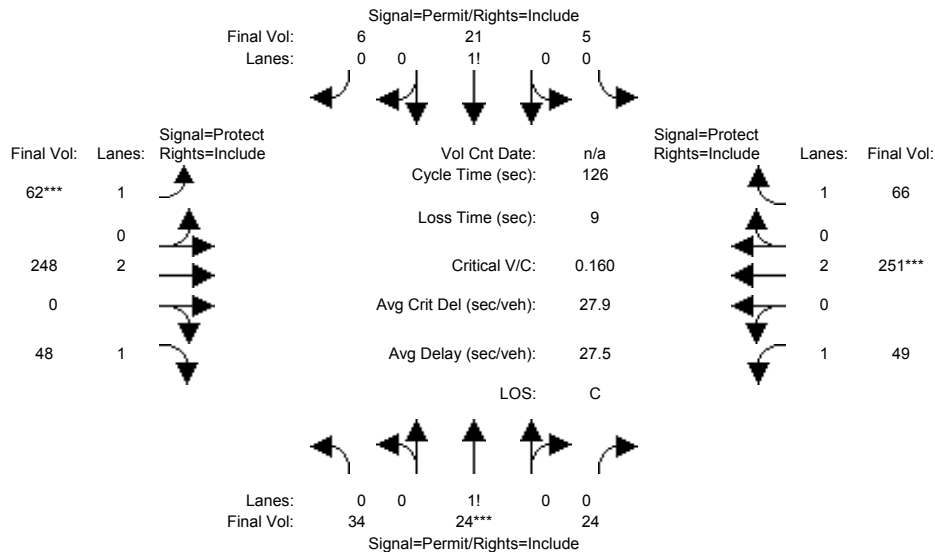 Signal=Permit/Rights=Include
Final Vol: 6 21 5
Lanes: 0 0 1! 0 0
Signal=Protect Signal=Protect
Final Vol: Lanes: Rights=Include Vol Cnt Date: n/a Rights=Include Lanes: Final Vol:
Cycle Time (sec): 126
62*** 1 1 66
Loss Time (sec): 9
0 0
248 2 Critical V/C: 0.160 2 251***
0 Avg Crit Del (sec/veh): 27.9 0
48 1 Avg Delay (sec/veh): 27.5 1 49
LOS: C
Lanes: 0 0 1! 0 0
Final Vol: 34 24*** 24
Signal=Permit/Rights=Include